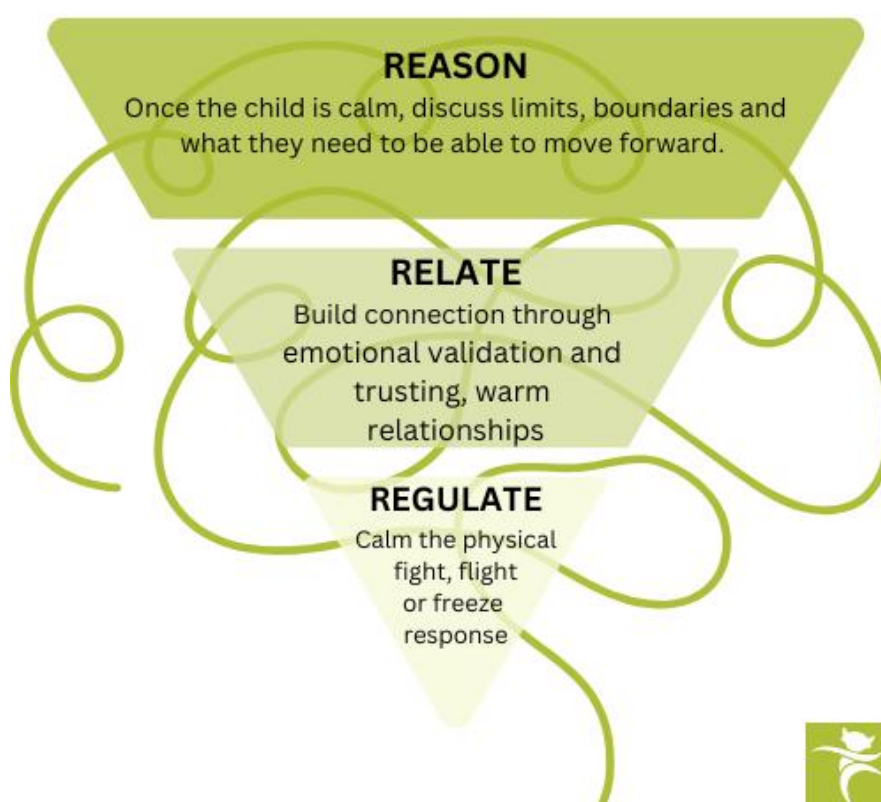 REASON
Once the child is calm, discuss limits, boundaries and
what they need to be able to move forward.
RELATE
Build connection through
emotional validation and
trusting, warm
relationships
REGULATE
Calm the physical
fight, flight
or freeze
response